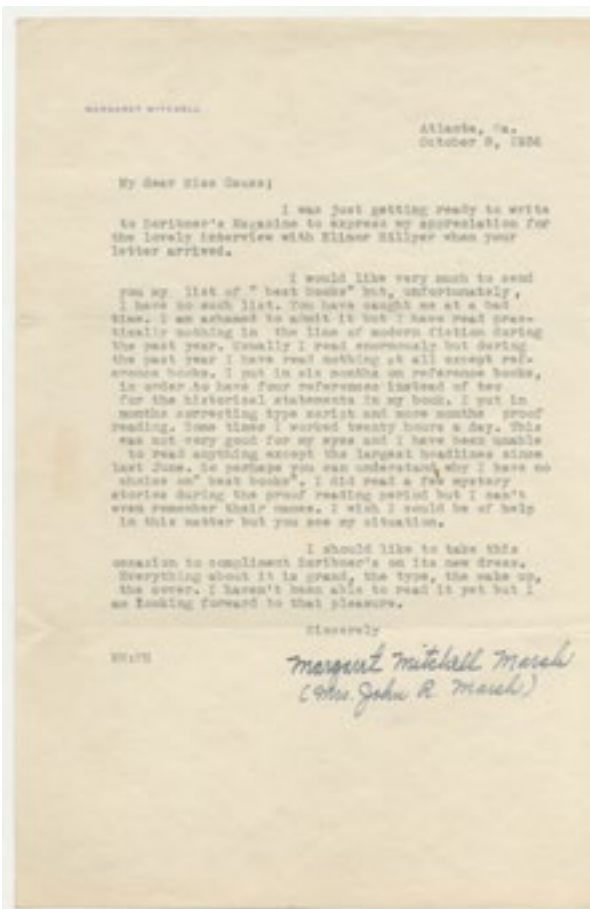 MARGARET MITCHELL
Atlanta, Ga.
October 9, 1936
My dear Miss
I was just getting ready to write
to Scribner's Magazine to express my appreciation for
the lovely interview with Elinor Hillyer when your
letter arrived.
I would like very much to send
you my list of " best books" but, unfortunately,
I have no such list. You have caught me at a bad
time. I am ashamed to admit it but I have read prac-
tically nothing in the line of modern fiction during
the past year. Usually I read enormously but during
the past year I have read nothing at all except ref-
erence books. I put in six months on reference books,
in order to have four references instead of two
for the historical statements in my book. I put in
months correcting type script and more months proof
reading. Some times I worked twenty hours a day. This
was not very good for my eyes and I have been unable
to read anything except the largest headlines since
last June. So perhaps you can understand why I have no
choice on" best books". I did read a few mystery
stories during the proof reading period but I can't
even remember their names. I wish I could be of help
in this matter but you see my situation.
I should like to take this
occasion to compliment Scribner's on its new dress.
Everything about it is grand, the type, the make up,
the cover. I haven't been able to read it yet but I
am looking forward to that pleasure.
Sincerely
Margaret Mitchell Marsh
(Mrs. John R. Marsh)